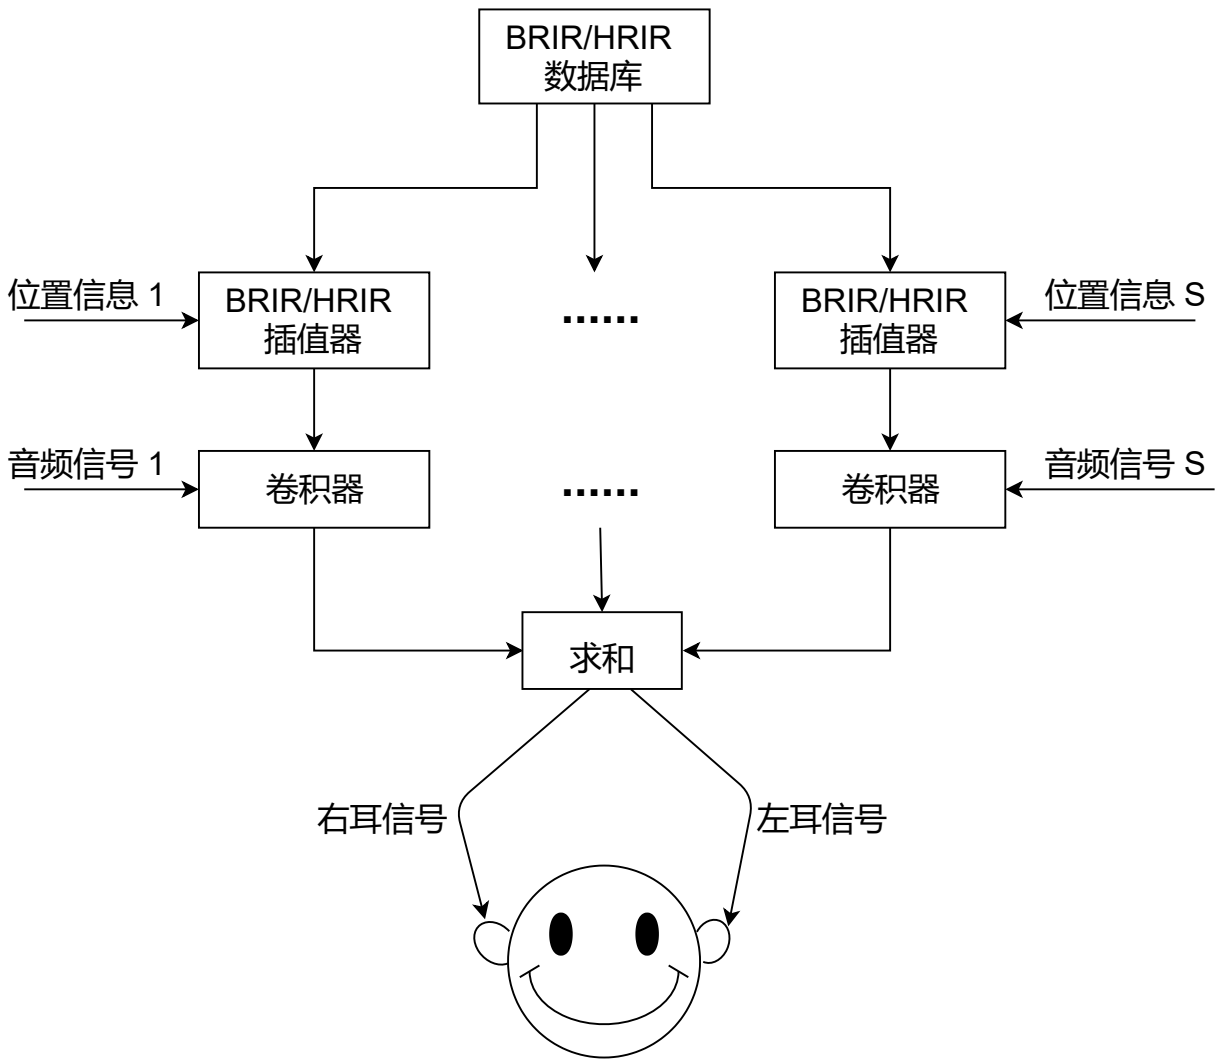 BRIR/HRIR
数据库
位置信息 1
BRIR/HRIR
插值器
......
BRIR/HRIR
插值器
位置信息 S
音频信号 1
卷积器
......
卷积器
音频信号 S
求和
右耳信号
左耳信号